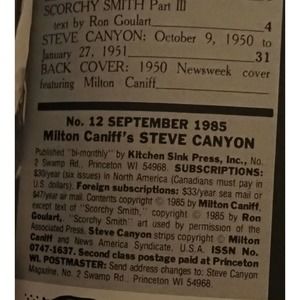 SCORCHY SMITH Part III
text by Ron Goulart 4
STEVE CANYON: October 9, 1950 to
January 27, 1951 31
BACK COVER: 1950 Newsweek cover
featuring Milton Caniff
No. 12 SEPTEMBER 1985
Milton Caniff's STEVE CANYON
Published "bi-monthly" by Kitchen Sink Press, Inc., No.
2 Swamp Rd., Princeton WI 54968. SUBSCRIPTIONS:
$30/year (six issues) in North America (Canadians must pay in
U.S. dollars). Foreign subscriptions: $33/year sea mail or
$47/year air mail. Contents copyright © 1985 by Milton Caniff,
except text of "Scorchy Smith," copyright © 1985 by Ron
Goulart, "Scorchy Smith" art used by permission of the
Associated Press. Steve Canyon strips copyright © Milton
Caniff and News America Syndicate, U.S.A. ISSN No.
0747-1637. Second class postage paid at Princeton
WI. POSTMASTER: Send address changes to: Steve Canyon
Magazine, No. 2 Swamp Rd., Princeton WI. 54968.